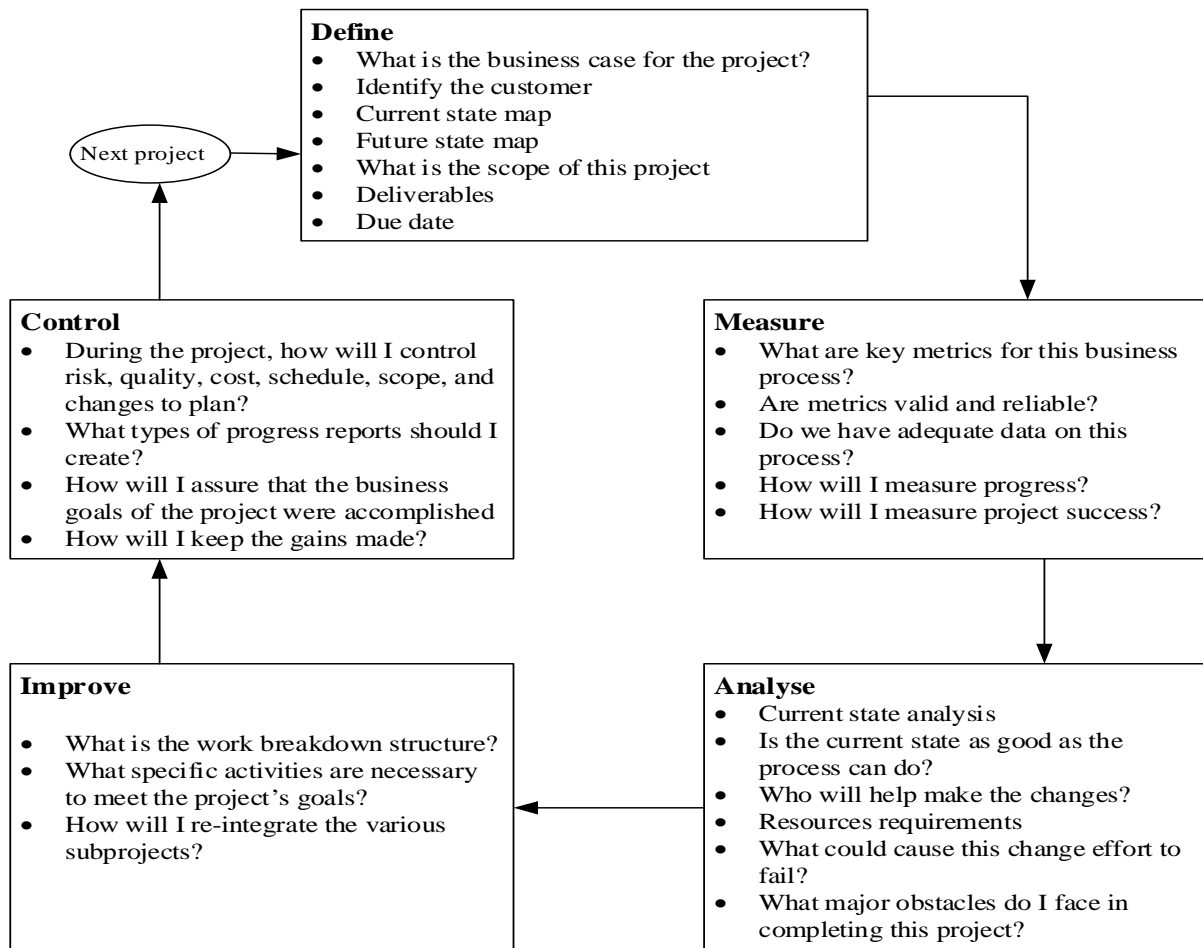 Define
• What is the business case for the project?
• Identify the customer
• Current state map
• Future state map
• What is the scope of this project
• Deliverables
• Due date
Next project
Measure
• What are key metrics for this business
process?
• Are metrics valid and reliable?
• Do we have adequate data on this
process?
• How will I measure progress?
• How will I measure project success?
Analyse
• Current state analysis
• Is the current state as good as the
process can do?
• Who will help make the changes?
• Resources requirements
• What could cause this change effort to
fail?
• What major obstacles do I face in
completing this project?
Improve
• What is the work breakdown structure?
• What specific activities are necessary
to meet the project’s goals?
• How will I re-integrate the various
subprojects?
Control
• During the project, how will I control
risk, quality, cost, schedule, scope, and
changes to plan?
• What types of progress reports should I
create?
• How will I assure that the business
goals of the project were accomplished
• How will I keep the gains made?